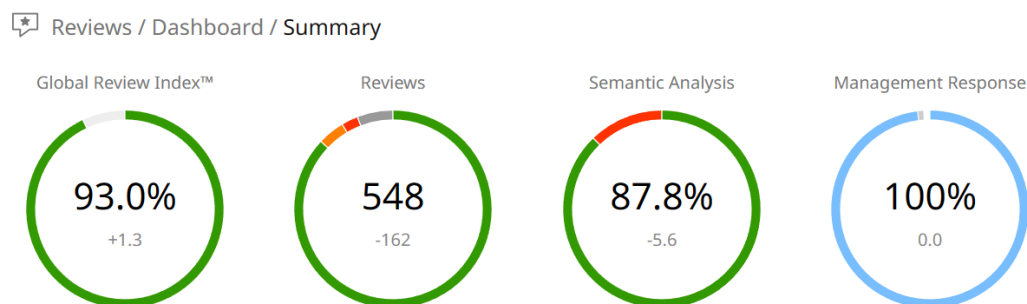 Reviews / Dashboard / Summary
Global Review Index™
Reviews
Semantic Analysis
Management Response
93.0%
548
87.8%
100%
+1.3
-162
-5.6
0.0